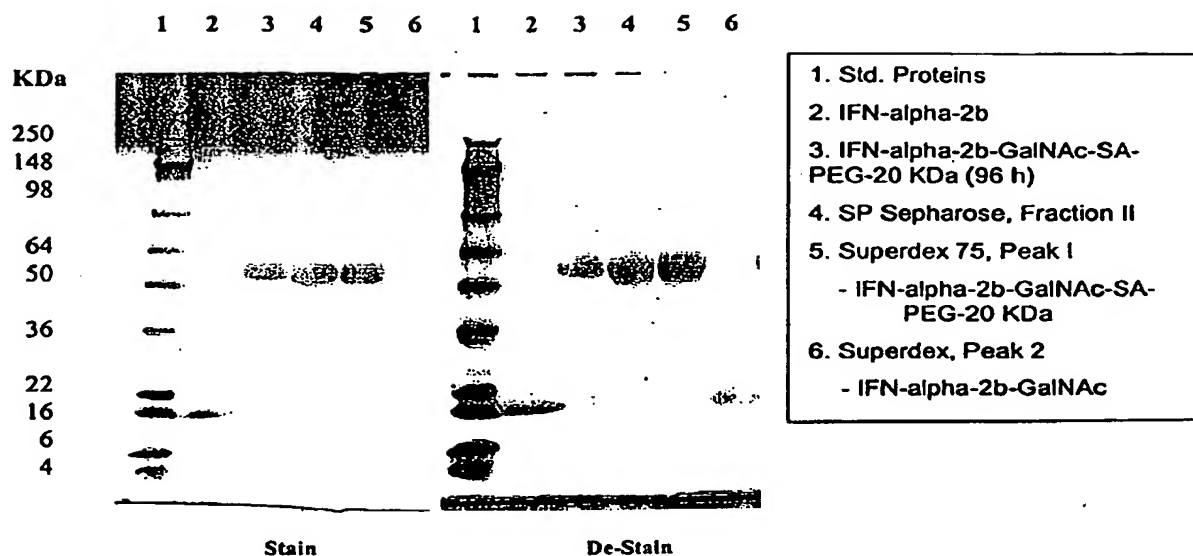 1 2 3 4 5 6 1 2 3 4 5 6
KDa
250
148
98
64
50
36
22
16
6
4
Stain De-Stain
1. Std. Proteins
2. IFN-alpha-2b
3. IFN-alpha-2b-GalNAc-SA-
PEG-20 KDa (96 h)
4. SP Sepharose, Fraction II
5. Superdex 75, Peak I
- IFN-alpha-2b-GalNAc-SA-
PEG-20 KDa
6. Superdex, Peak 2
- IFN-alpha-2b-GalNAc